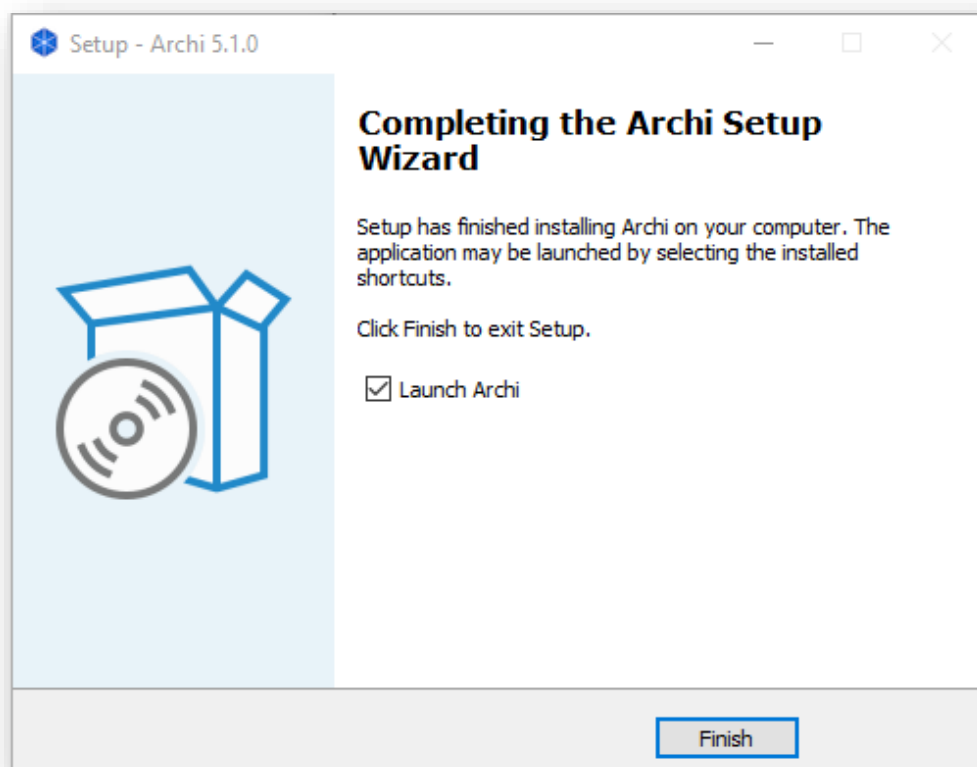 Setup - Archi 5.1.0
Completing the Archi Setup
Wizard
Setup has finished installing Archi on your computer. The
application may be launched by selecting the installed
shortcuts.
Click Finish to exit Setup.
Launch Archi
Finish